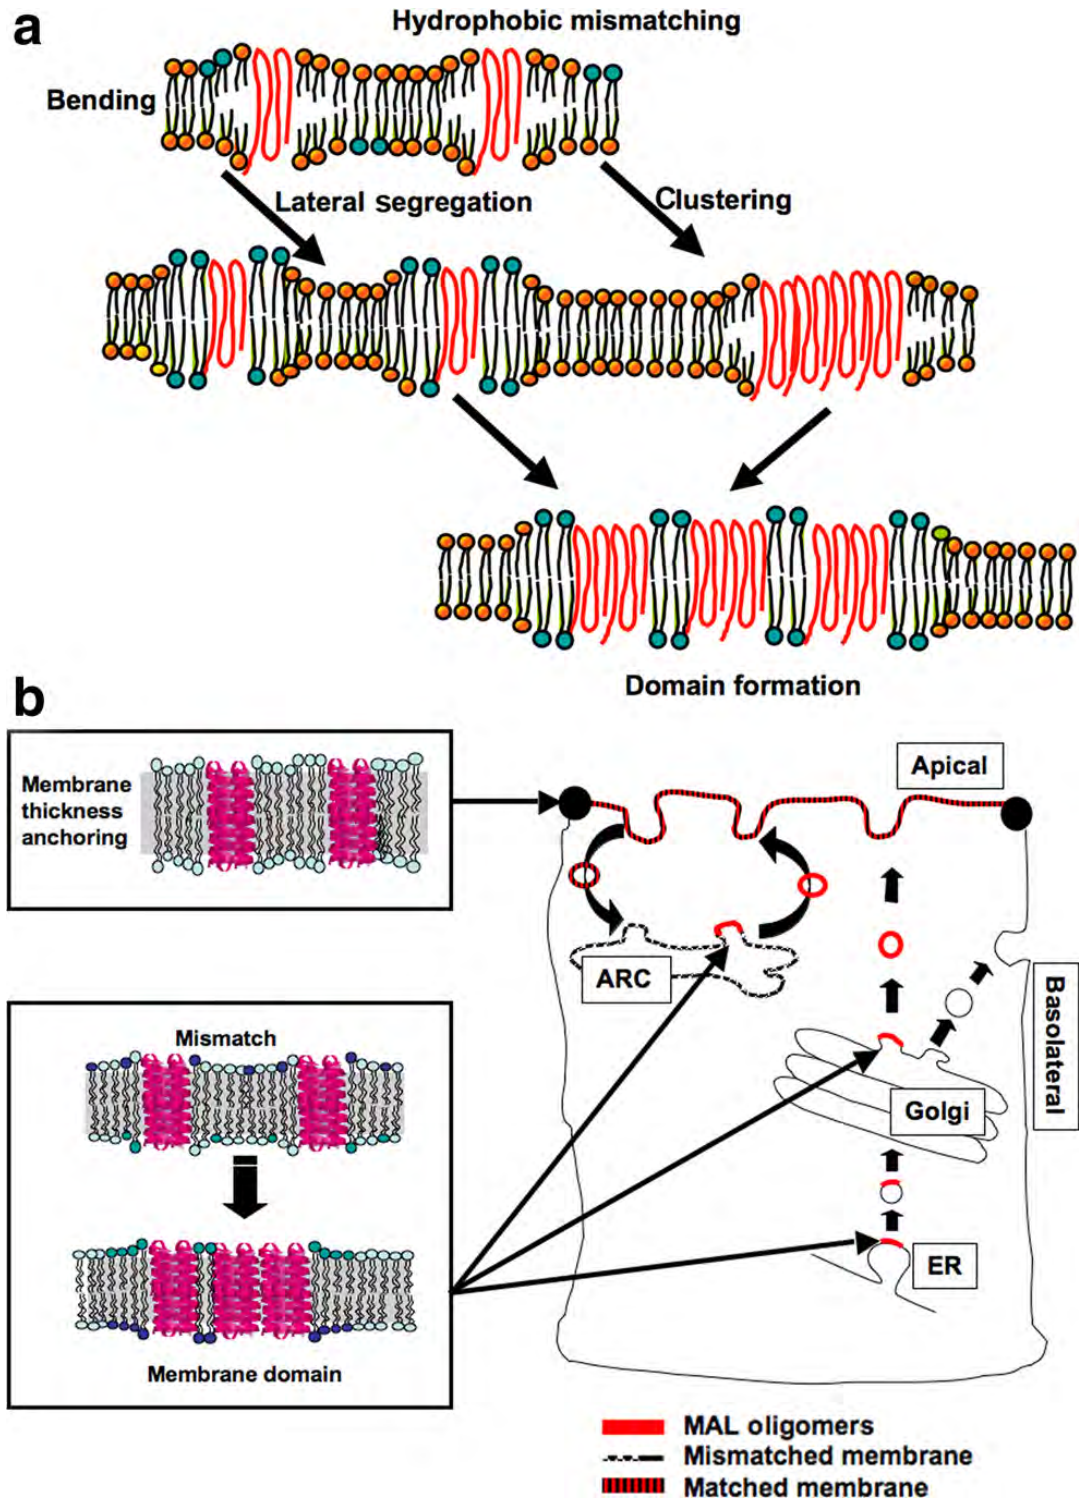 a
Hydrophobic mismatching
Bending
Lateral segregation
Clustering
Domain formation
b
Membrane
thickness
anchoring
Apical
ARC
Basolateral
Mismatch
Golgi
ER
Membrane domain
MAL oligomers
Mismatched membrane
Matched membrane